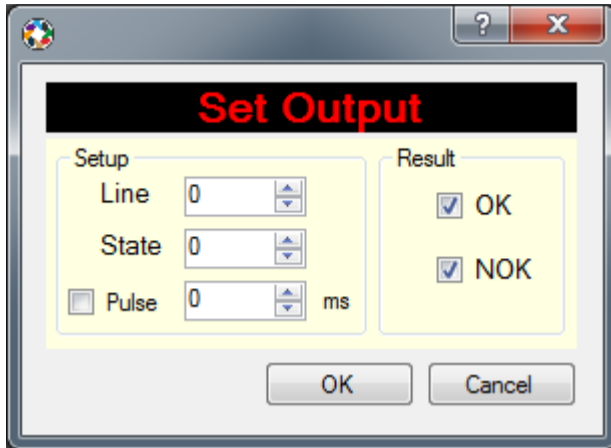 ?
Set Output
Setup
Line 0
State 0
Pulse 0 ms
Result
OK
NOK
OK Cancel